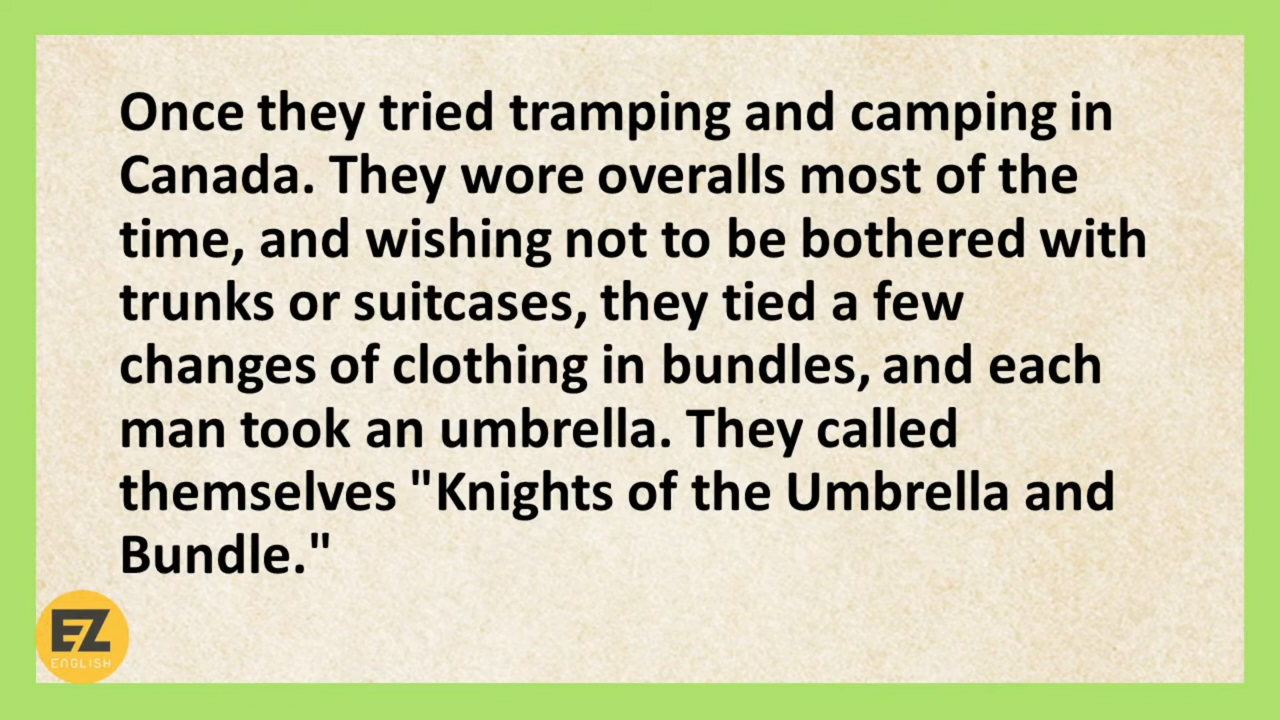 Once they tried tramping and camping in
Canada. They wore overalls most of the
time, and wishing not to be bothered with
trunks or suitcases, they tied a few
changes of clothing in bundles, and each
man took an umbrella. They called
themselves "Knights of the Umbrella and
Bundle."
EZ
ENGLISH